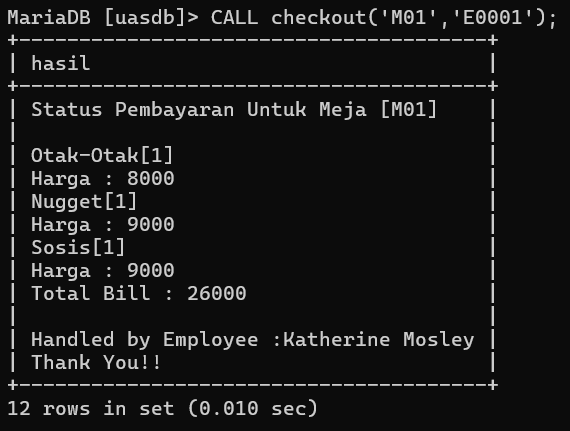 MariaDB [uasdb]> CALL checkout('M01','E0001');
+---------------------------------------+
| hasil                                 |
+---------------------------------------+
| Status Pembayaran Untuk Meja [M01]    |
|                                       |
| Otak-Otak[1]                          |
| Harga : 8000                          |
| Nugget[1]                             |
| Harga : 9000                          |
| Sosis[1]                              |
| Harga : 9000                          |
| Total Bill : 26000                    |
|                                       |
| Handled by Employee :Katherine Mosley |
| Thank You!!                           |
+---------------------------------------+
12 rows in set (0.010 sec)